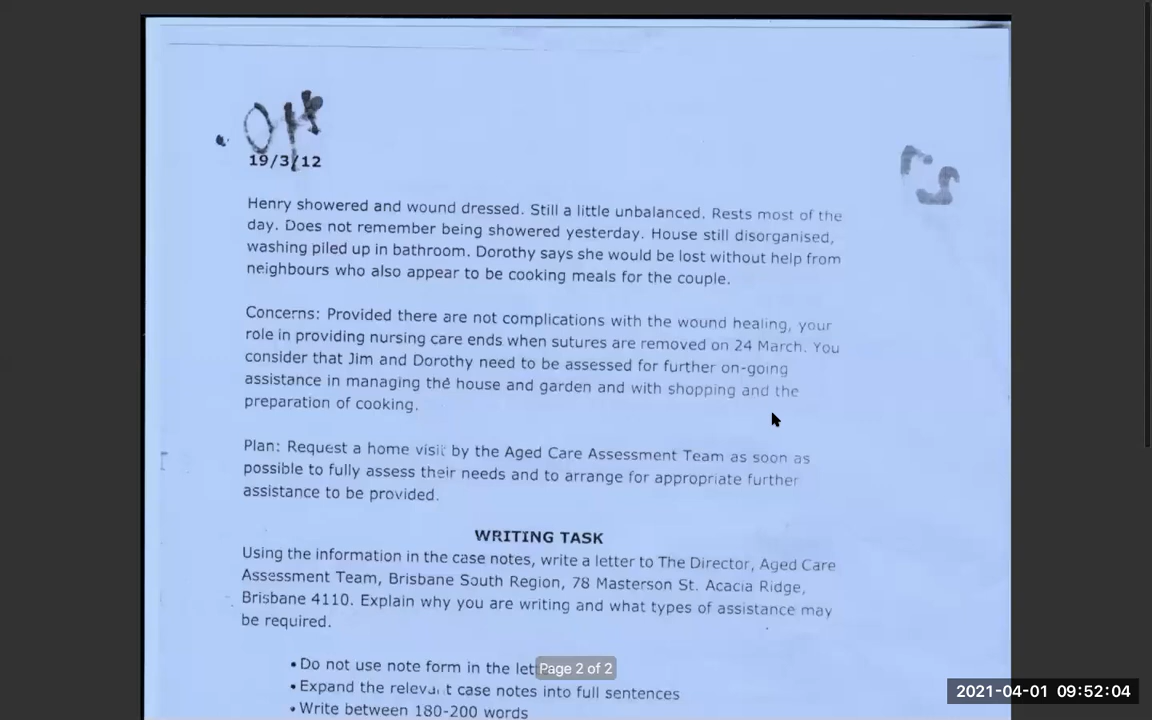 19/3/12
Henry showered and wound dressed. Still a little unbalanced. Rests most of the
day. Does not remember being showered yesterday. House still disorganised,
washing piled up in bathroom. Dorothy says she would be lost without help from
neighbours who also appear to be cooking meals for the couple.
Concerns: Provided there are not complications with the wound healing, your
role in providing nursing care ends when sutures are removed on 24 March. You
consider that Jim and Dorothy need to be assessed for further on-going
assistance in managing the house and garden and with shopping and the
preparation of cooking.
Plan: Request a home visit by the Aged Care Assessment Team as soon as
possible to fully assess their needs and to arrange for appropriate further
assistance to be provided.
WRITING TASK
Using the information in the case notes, write a letter to The Director, Aged Care
Assessment Team, Brisbane South Region, 78 Masterson St. Acacia Ridge,
Brisbane 4110. Explain why you are writing and what types of assistance may
be required.
• Do not use note form in the
Page 2 of 2
• Expand the relevant case notes into full sentences
• Write between 180-200 words
2021-04-01 09:52:04